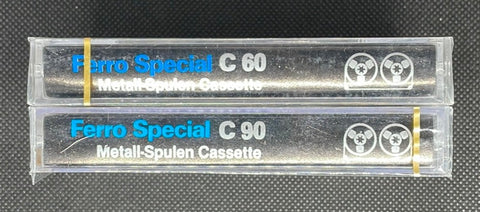 Ferro Special C 60
Metall-Spulen Cassette
Ferro Special C 90
Metall-Spulen Cassette